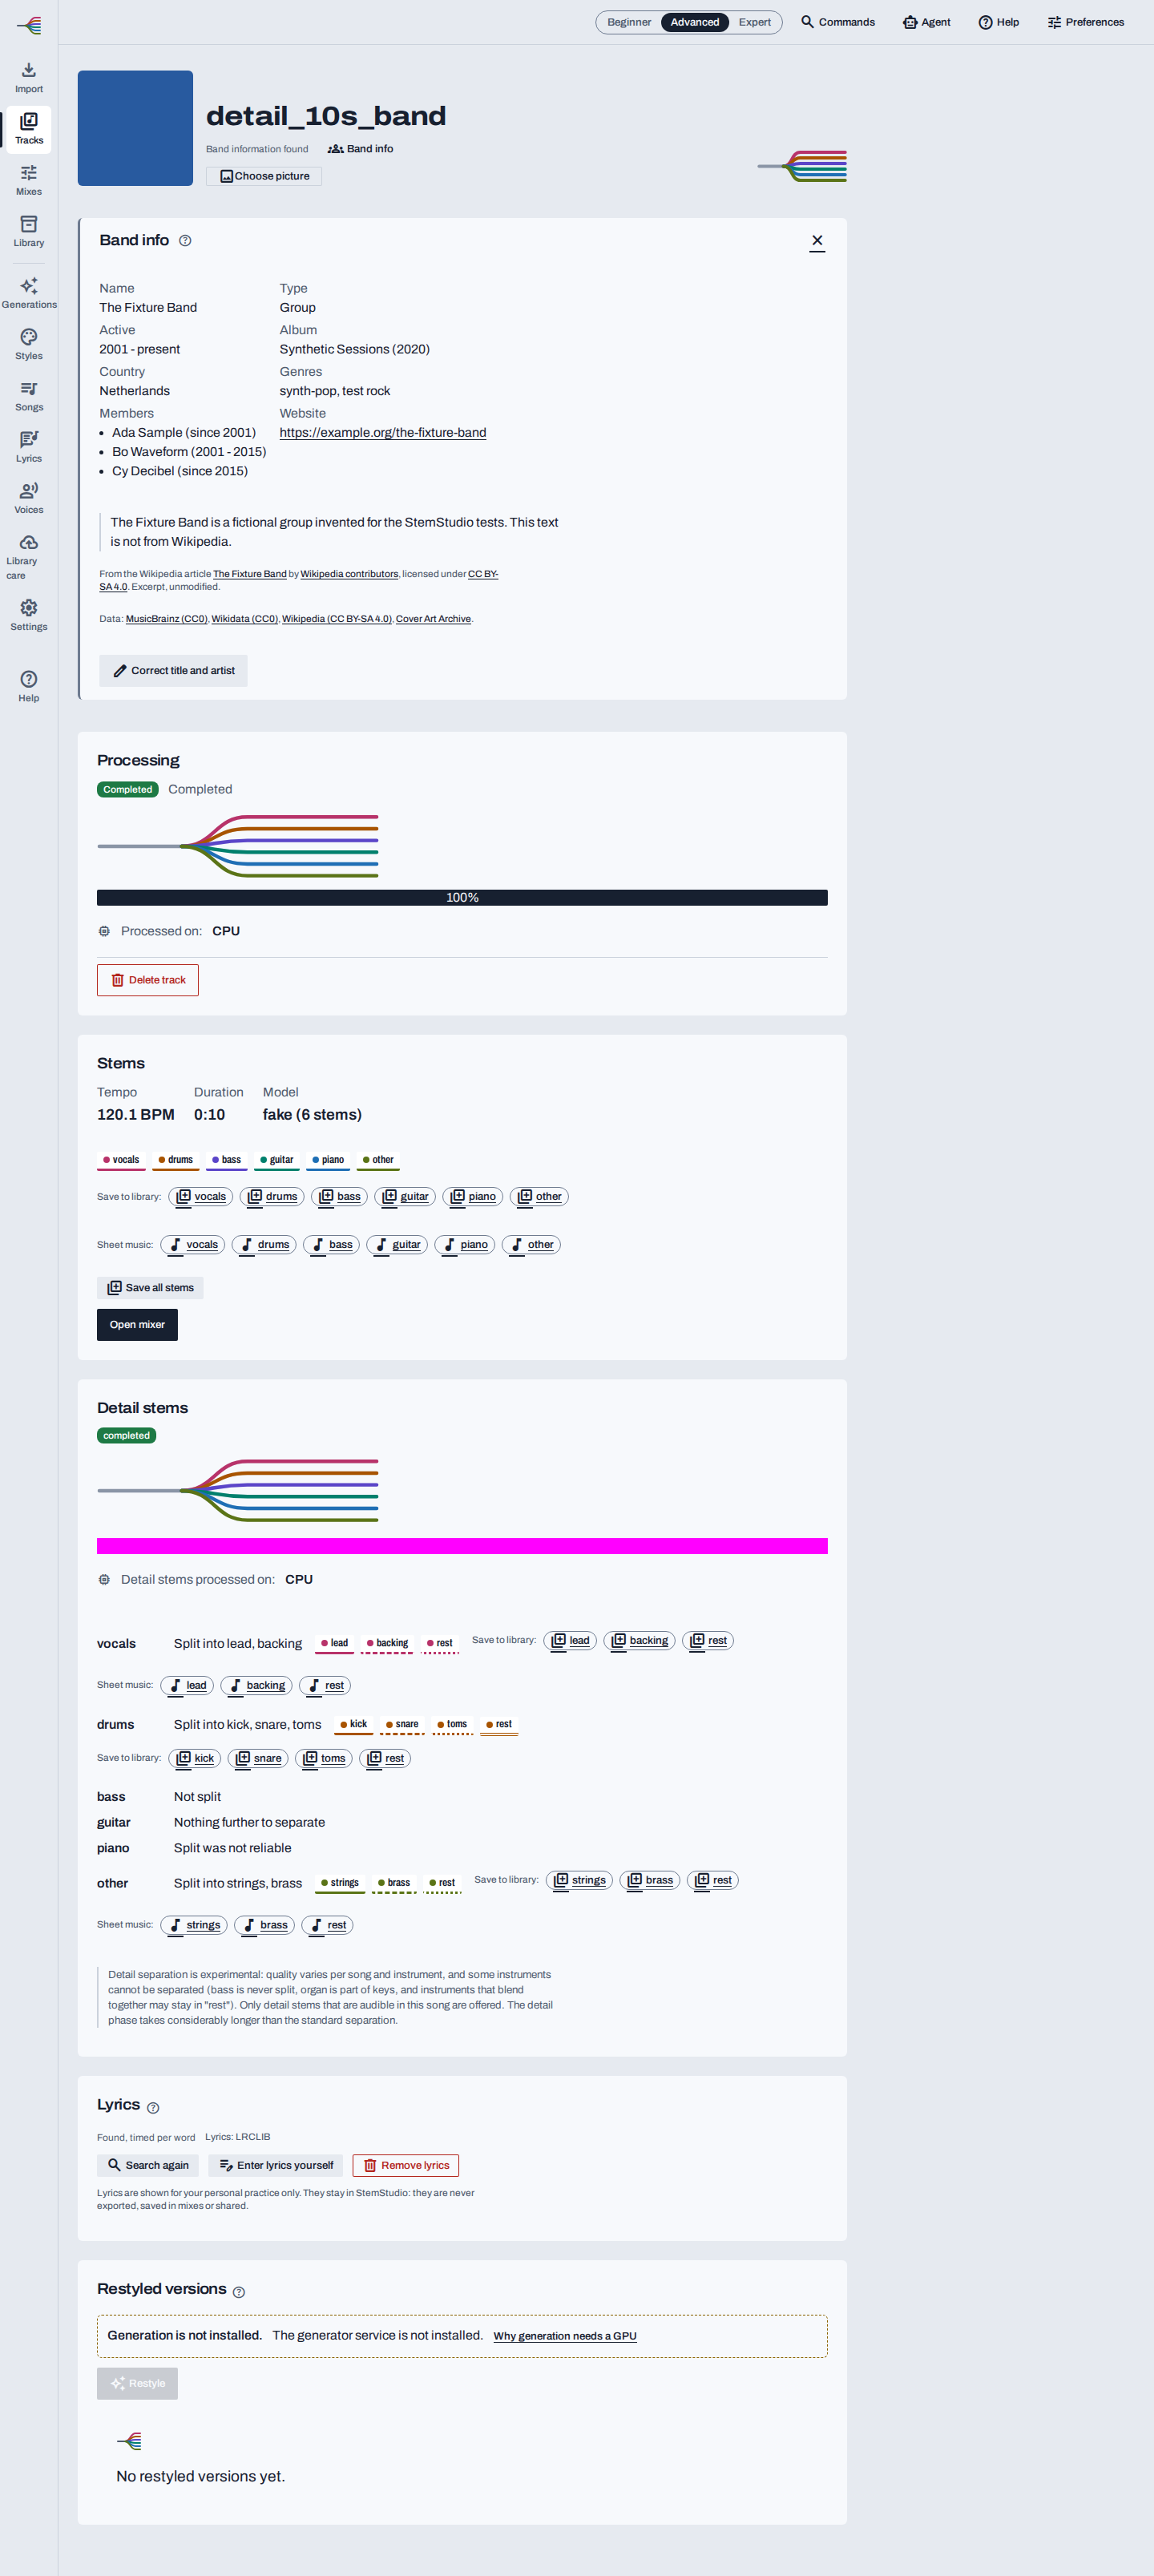 Beginner Advanced Expert Commands Agent Help Preferences
Import
Tracks
Mixes
Library
Generations
Styles
Songs
Lyrics
Voices
Library
care
Settings
Help
detail_10s_band
Band information found Band info
Choose picture
Band info
Name Type
The Fixture Band Group
Active Album
2001 - present Synthetic Sessions (2020)
Country Genres
Netherlands synth-pop, test rock
Members Website
• Ada Sample (since 2001) https://example.org/the-fixture-band
• Bo Waveform (2001 - 2015)
• Cy Decibel (since 2015)
The Fixture Band is a fictional group invented for the StemStudio tests. This text
is not from Wikipedia.
From the Wikipedia article The Fixture Band by Wikipedia contributors, licensed under CC BY-
SA 4.0. Excerpt, unmodified.
Data: MusicBrainz (CC0), Wikidata (CC0), Wikipedia (CC BY-SA 4.0), Cover Art Archive.
Correct title and artist
Processing
Completed Completed
100%
Processed on: CPU
Delete track
Stems
Tempo Duration Model
120.1 BPM 0:10 fake (6 stems)
vocals drums bass guitar piano other
Save to library: vocals drums bass guitar piano other
Sheet music: vocals drums bass guitar piano other
Save all stems
Open mixer
Detail stems
completed
Detail stems processed on: CPU
vocals Split into lead, backing lead backing rest Save to library: lead backing rest
Sheet music: lead backing rest
drums Split into kick, snare, toms kick snare toms rest
Save to library: kick snare toms rest
bass Not split
guitar Nothing further to separate
piano Split was not reliable
other Split into strings, brass strings brass rest Save to library: strings brass rest
Sheet music: strings brass rest
Detail separation is experimental: quality varies per song and instrument, and some instruments
cannot be separated (bass is never split, organ is part of keys, and instruments that blend
together may stay in "rest"). Only detail stems that are audible in this song are offered. The detail
phase takes considerably longer than the standard separation.
Lyrics
Found, timed per word Lyrics: LRCLIB
Search again Enter lyrics yourself Remove lyrics
Lyrics are shown for your personal practice only. They stay in StemStudio: they are never
exported, saved in mixes or shared.
Restyled versions
Generation is not installed. The generator service is not installed. Why generation needs a GPU
Restyle
No restyled versions yet.